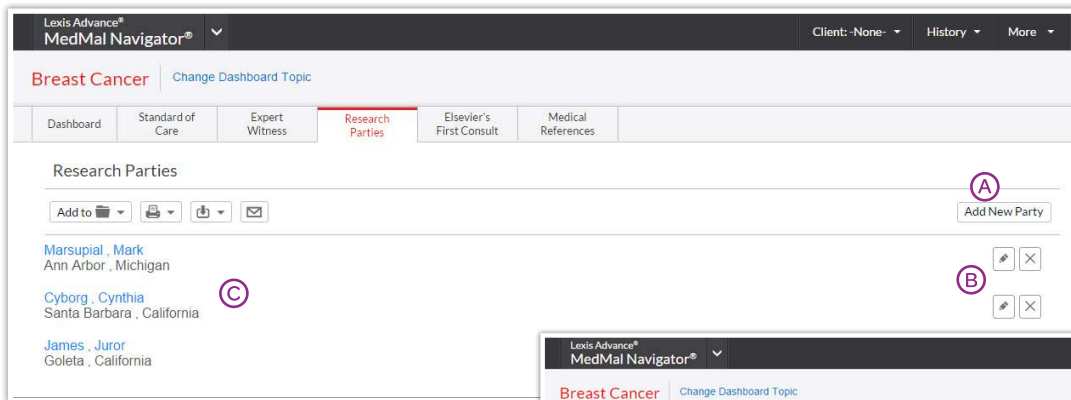 Lexis Advance®
MedMal Navigator®
Client: -None-
History
More
Breast Cancer
Change Dashboard Topic
Dashboard
Standard of
Care
Expert
Witness
Research
Parties
Elsevier's
First Consult
Medical
References
Research Parties
A
Add to
Add New Party
Marsupial , Mark
Ann Arbor , Michigan
B
Cyborg , Cynthia
Santa Barbara , California
C
James , Juror
Goleta , California
Lexis Advance®
MedMal Navigator®
Breast Cancer
Change Dashboard Topic